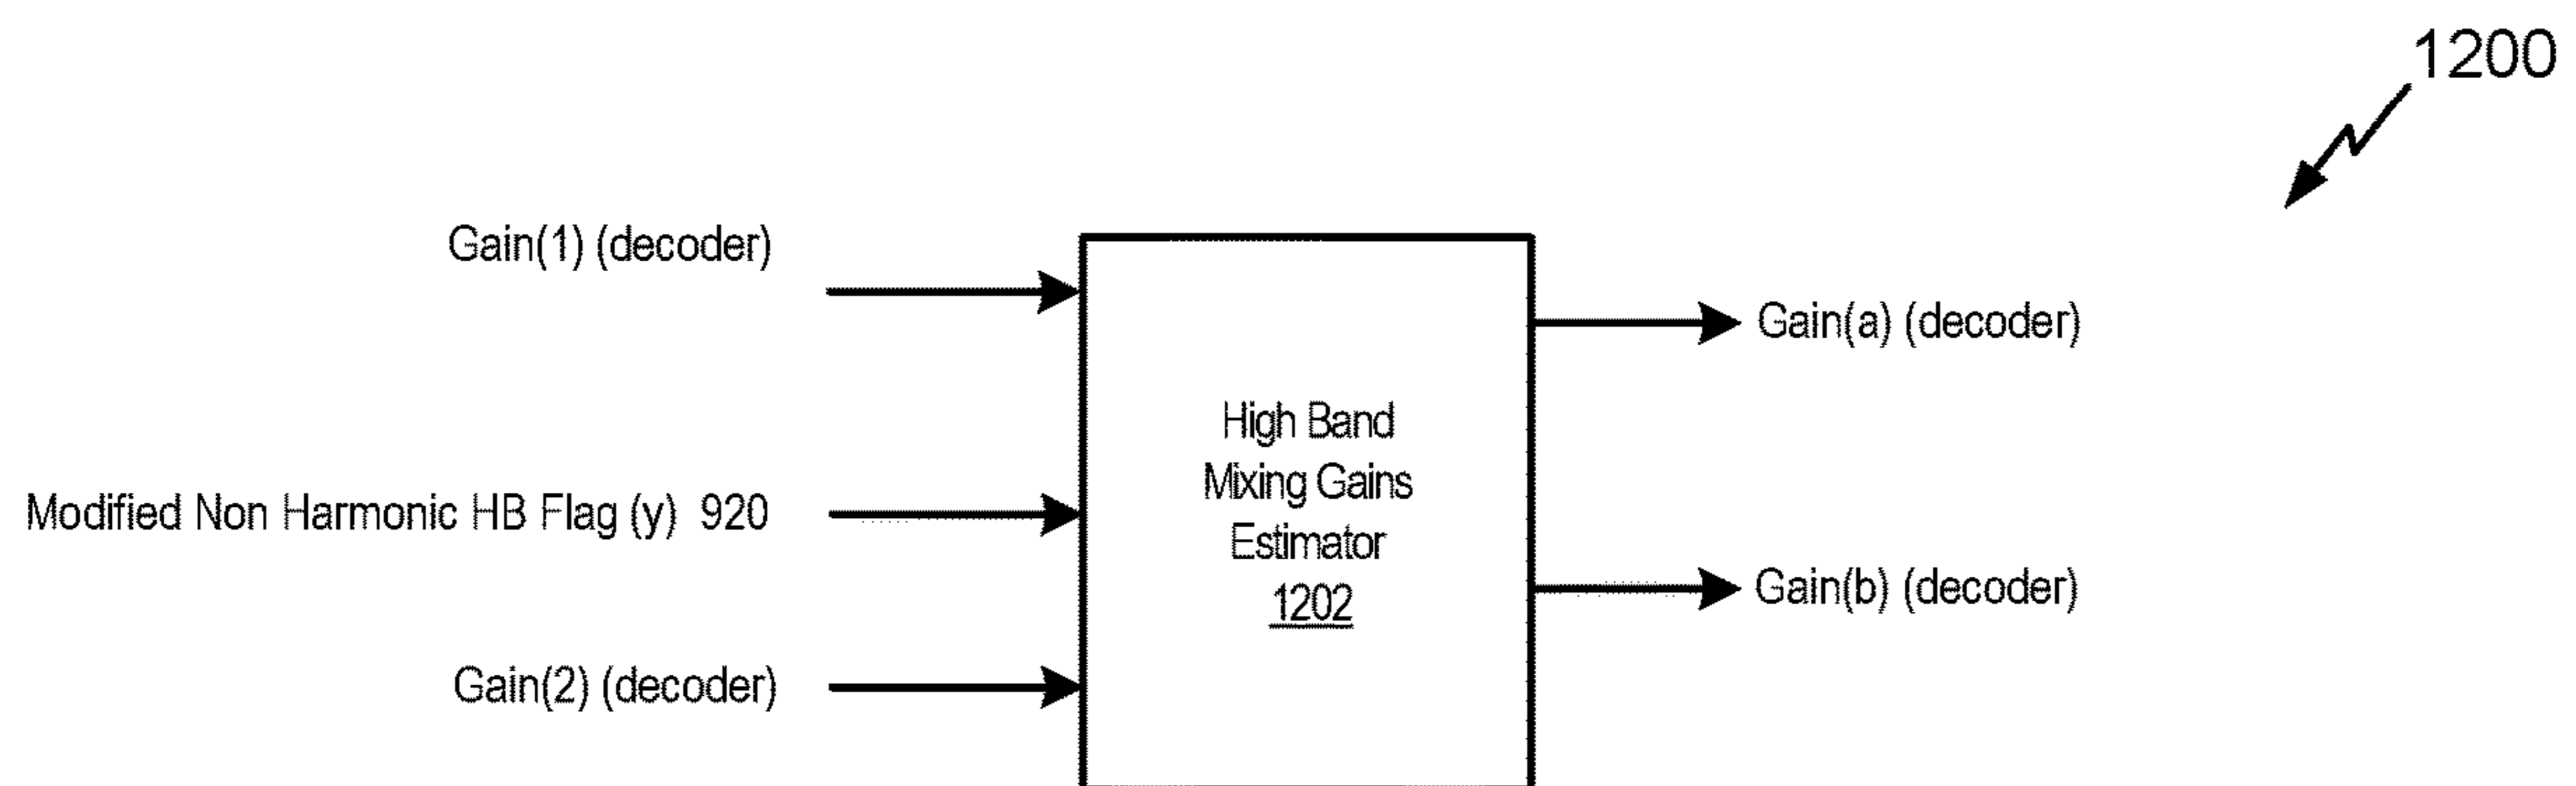 1200
Gain(1) (decoder)
Gain(a) (decoder)
High Band
Mixing Gains
Estimator
1202
Modified Non Harmonic HB Flag (y) 920
Gain(b) (decoder)
Gain(2) (decoder)